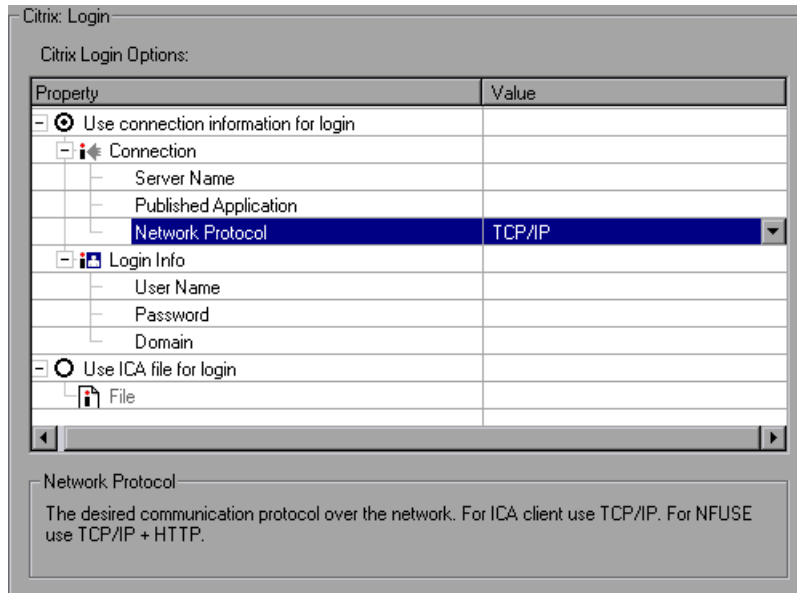 Citrix: Login
Citrix Login Options:
Property Value
Use connection information for login
Connection
Server Name
Published Application
Network Protocol TCP/IP
Login Info
User Name
Password
Domain
Use ICA file for login
File
Network Protocol
The desired communication protocol over the network. For ICA client use TCP/IP. For NFUSE
use TCP/IP + HTTP.